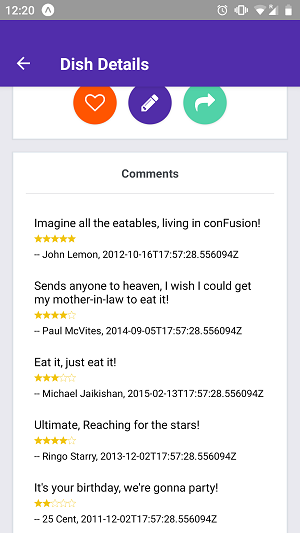 12:20
Dish Details
Comments
Imagine all the eatables, living in conFusion!
-- John Lemon, 2012-10-16T17:57:28.556094Z
Sends anyone to heaven, I wish I could get
my mother-in-law to eat it!
-- Paul McVites, 2014-09-05T17:57:28.556094Z
Eat it, just eat it!
-- Michael Jaikishan, 2015-02-13T17:57:28.556094Z
Ultimate, Reaching for the stars!
-- Ringo Starry, 2013-12-02T17:57:28.556094Z
It's your birthday, we're gonna party!
-- 25 Cent, 2011-12-02T17:57:28.556094Z